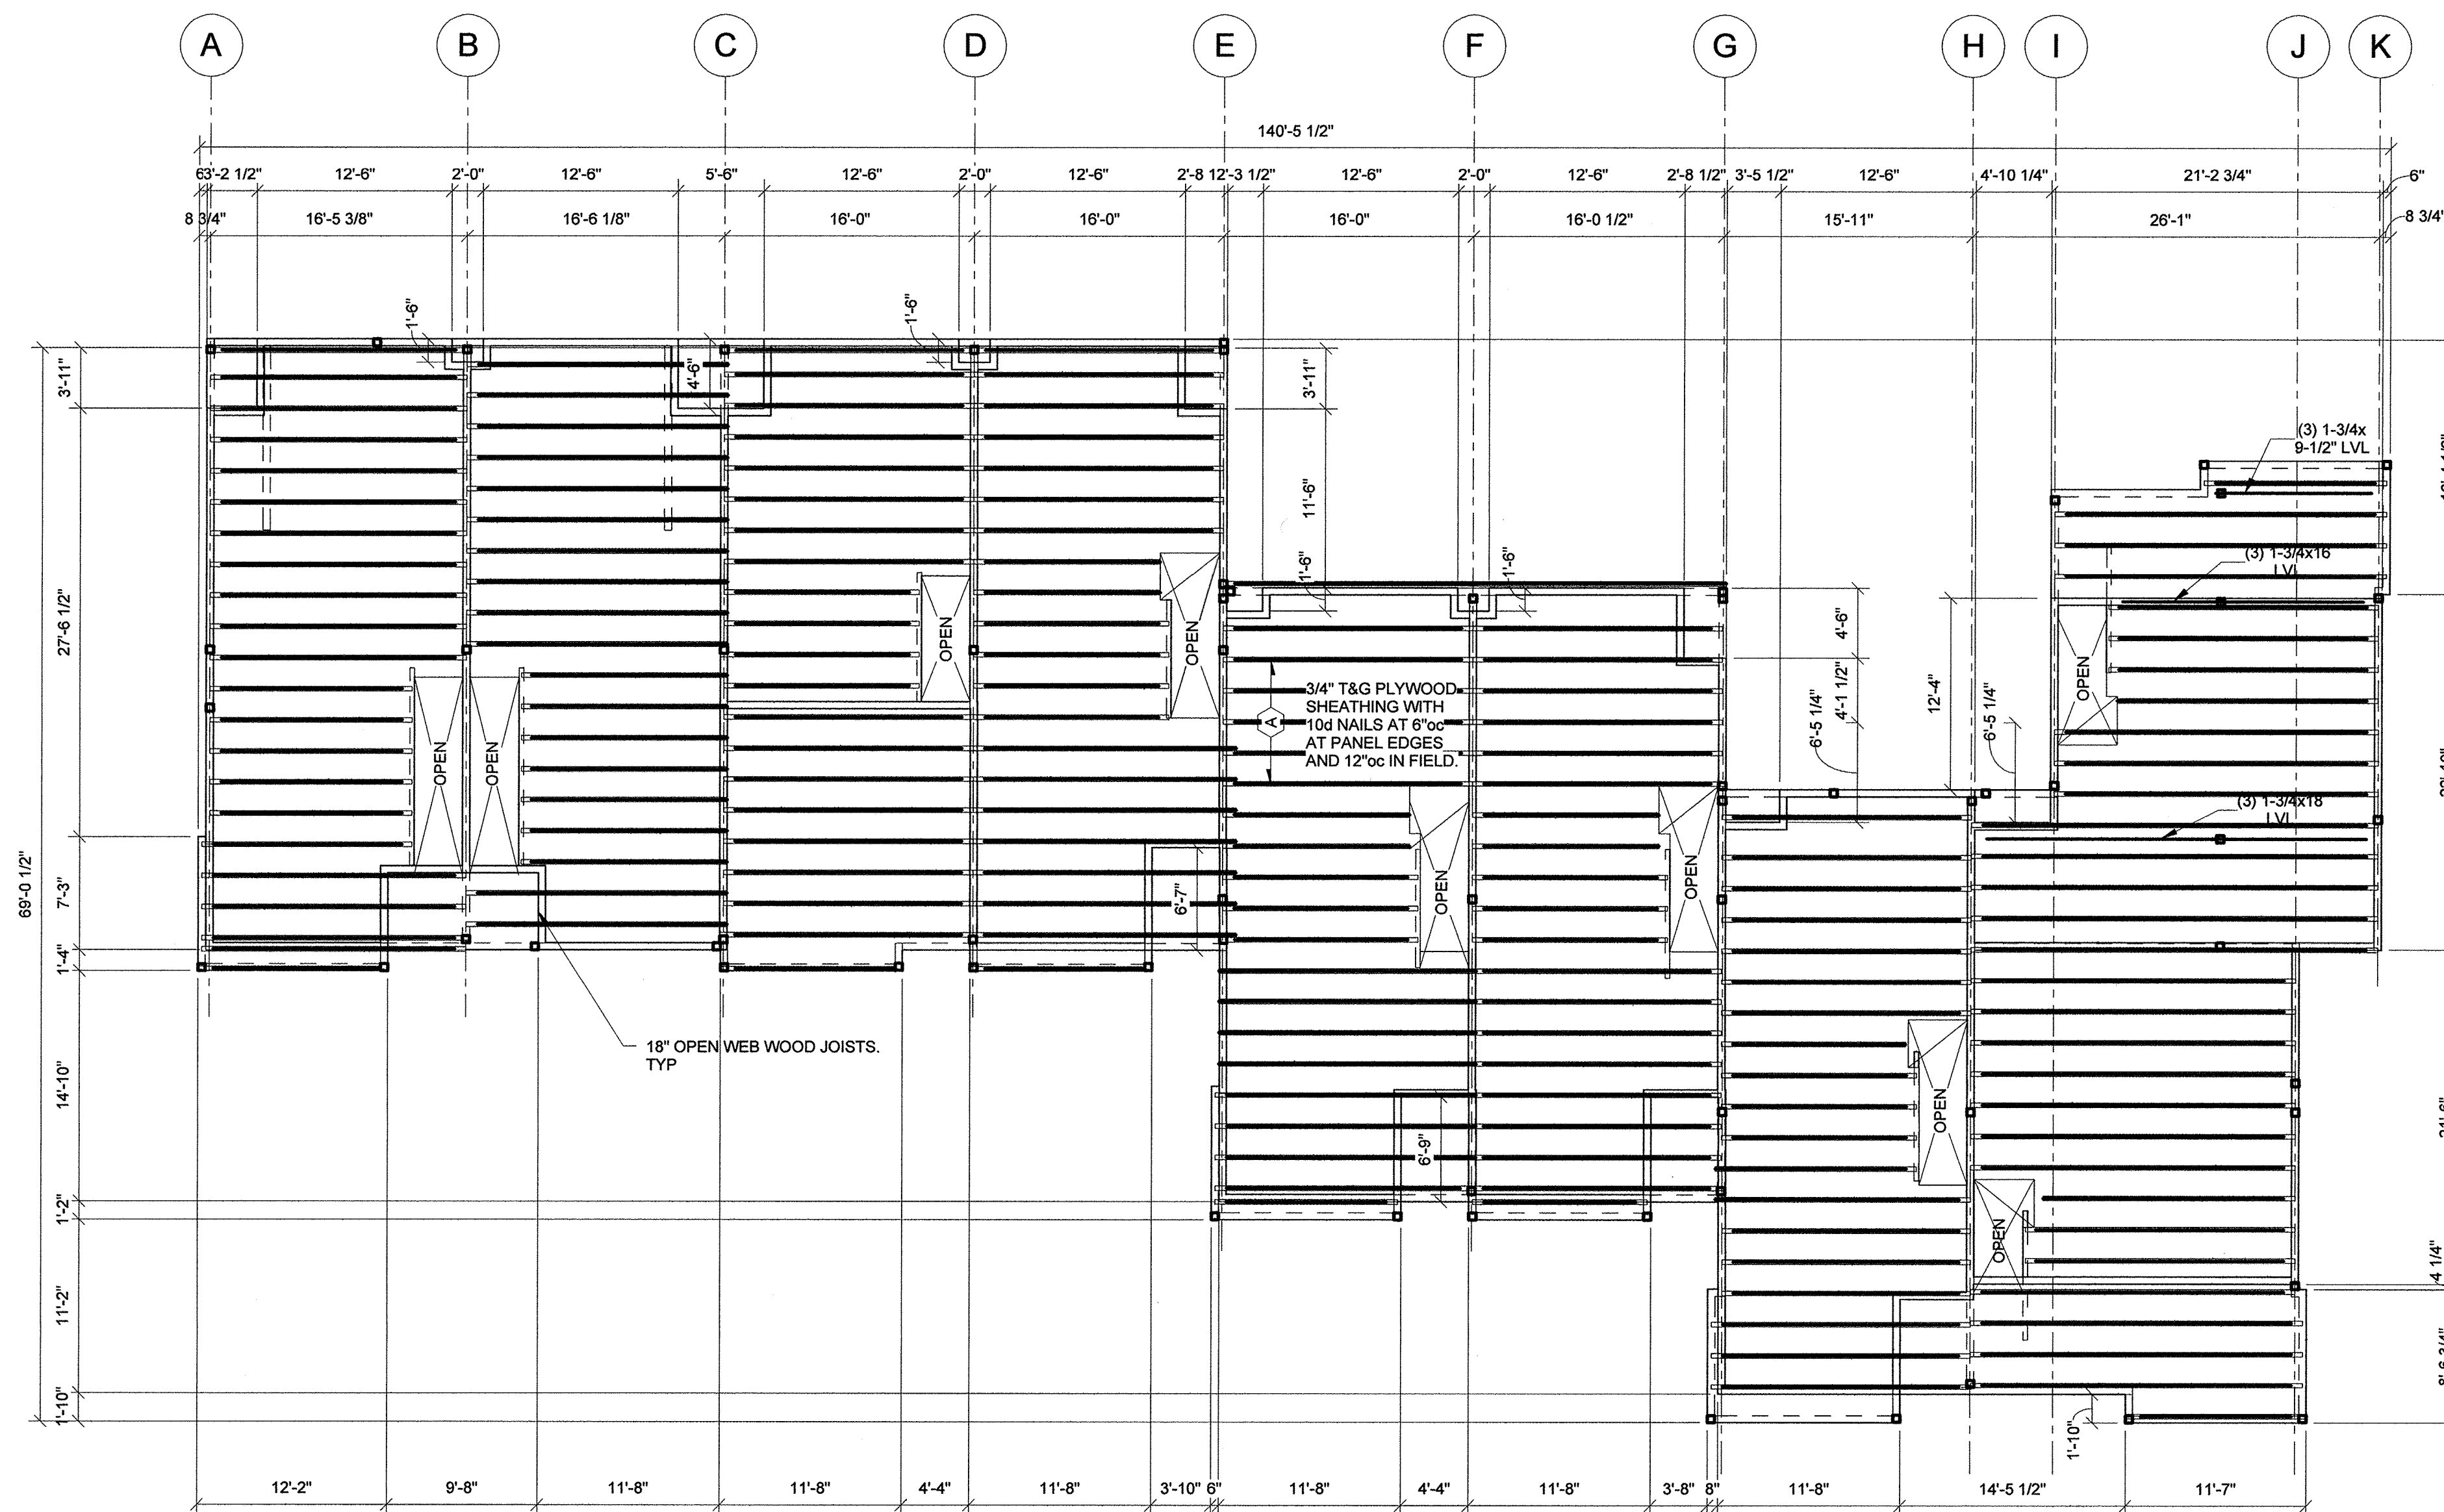 A B C D E F G H I J K
140'-5 1/2"
6 3'-2 1/2" 12'-6" 2'-0" 12'-6" 5'-6" 12'-6" 2'-0" 12'-6" 2'-8 1 2'-3 1/2" 12'-6" 2'-0" 12'-6" 2'-8 1/2" 3'-5 1/2" 12'-6" 4'-10 1/4" 21'-2 3/4" 6"
8 3/4" 16'-5 3/8" 16'-6 1/8" 16'-0" 16'-0" 16'-0" 16'-0 1/2" 15'-11" 26'-1" 8 3/4"
1'-6"
1'-6"
3'-11"
4'-6"
3'-11"
11'-6"
1'-6"
1'-6"
(3) 1-3/4x
9-1/2" LVL
(3) 1-3/4x16
LVL
27'-6 1/2"
OPEN
OPEN
OPEN
OPEN
OPEN
4'-6"
4'-1 1/2"
6'-5 1/4"
12'-4"
6'-5 1/4"
A
3/4" T&G PLYWOOD
SHEATHING WITH
10d NAILS AT 6"oc
AT PANEL EDGES
AND 12"oc IN FIELD.
(3) 1-3/4x18
LVL
69'-0 1/2"
7'-3"
6'-7"
OPEN
OPEN
1'-4"
18" OPEN WEB WOOD JOISTS.
TYP
14'-10"
6'-9"
OPEN
OPEN
1'-2"
11'-2"
4 1/4"
1'-10"
1'-10"
12'-2" 9'-8" 11'-8" 11'-8" 4'-4" 11'-8" 3'-10" 6" 11'-8" 4'-4" 11'-8" 3'-8" 8" 11'-8" 14'-5 1/2" 11'-7"